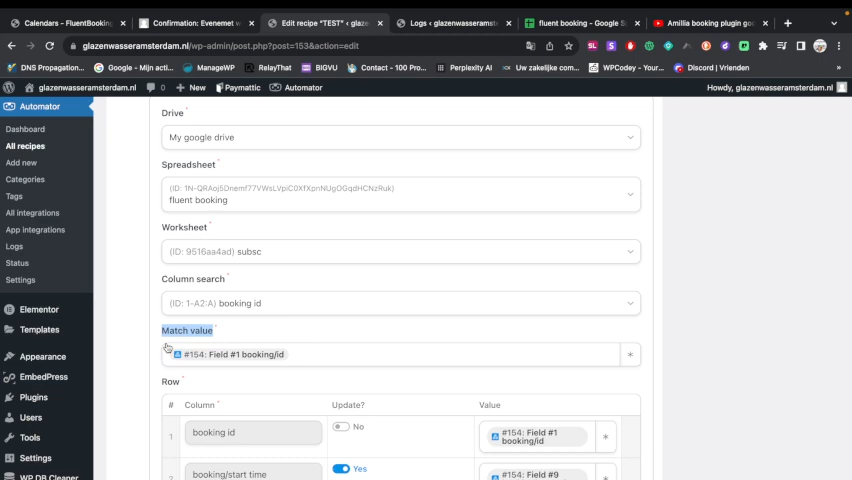 Calendars - FluentBooking
Confirmation: Evenemet w
Edit recipe "TEST" ‹ glaze
Logs ‹ glazenwasseramste
fluent booking - Google S
Amillia booking plugin go
glazenwasseramsterdam.nl/wp-admin/post.php?post=153&action=edit
DNS Propagation...
Google - Mijn acti...
ManageWP
RelayThat
BIGVU
Contact - 100 Pro...
Perplexity AI
Uw zakelijke com...
WPCodey - Your...
Discord | Vrienden
»
glazenwasseramsterdam.nl
0
+ New
Paymattic
Automator
Howdy, glazenwasseramsterdam.nl
Automator
Dashboard
All recipes
Add new
Categories
Tags
All integrations
App integrations
Logs
Status
Settings
Elementor
Templates
Appearance
EmbedPress
Plugins
Users
Tools
Settings
WP DB Cleaner
Drive *
My google drive
Spreadsheet *
(ID: 1N-QRAoj5Dnemf77VWsLVpiC0XfXpnNUgOGqdHCNzRuk)
fluent booking
Worksheet *
(ID: 9516aa4ad) subsc
Column search *
(ID: 1-A2:A) booking id
Match value *
#154: Field #1 booking/id
*
Row *
# Column * Update? Value
1 booking id No #154: Field #1
booking/id *
2 booking/start time Yes #154: Field #9
*